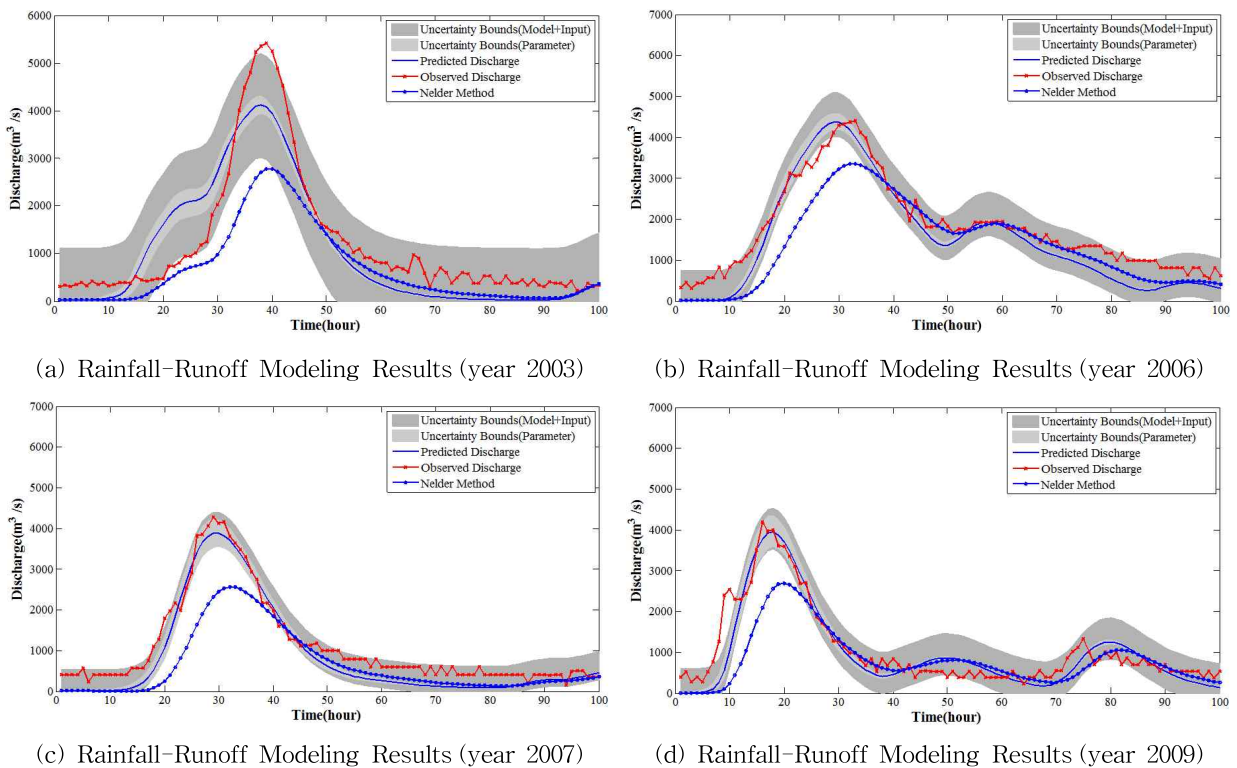 6000
5000
4000
3000
2000
1000
0
0 10 20 30 40 50 60 70 80 90 100
Discharge(m³ /s)
Time(hour)
Uncertainty Bounds(Model+Input)
Uncertainty Bounds(Parameter)
Predicted Discharge
Observed Discharge
Nelder Method
(a) Rainfall-Runoff Modeling Results (year 2003)
7000
6000
5000
4000
3000
2000
1000
0
0 10 20 30 40 50 60 70 80 90 100
Discharge(m³ /s)
Time(hour)
Uncertainty Bounds(Model+Input)
Uncertainty Bounds(Parameter)
Predicted Discharge
Observed Discharge
Nelder Method
(b) Rainfall-Runoff Modeling Results (year 2006)
7000
6000
5000
4000
3000
2000
1000
0
0 10 20 30 40 50 60 70 80 90 100
Discharge(m³ /s)
Time(hour)
Uncertainty Bounds(Model+Input)
Uncertainty Bounds(Parameter)
Predicted Discharge
Observed Discharge
Nelder Method
(c) Rainfall-Runoff Modeling Results (year 2007)
7000
6000
5000
4000
3000
2000
1000
0
0 10 20 30 40 50 60 70 80 90 100
Discharge(m³ /s)
Time(hour)
Uncertainty Bounds(Model+Input)
Uncertainty Bounds(Parameter)
Predicted Discharge
Observed Discharge
Nelder Method
(d) Rainfall-Runoff Modeling Results (year 2009)